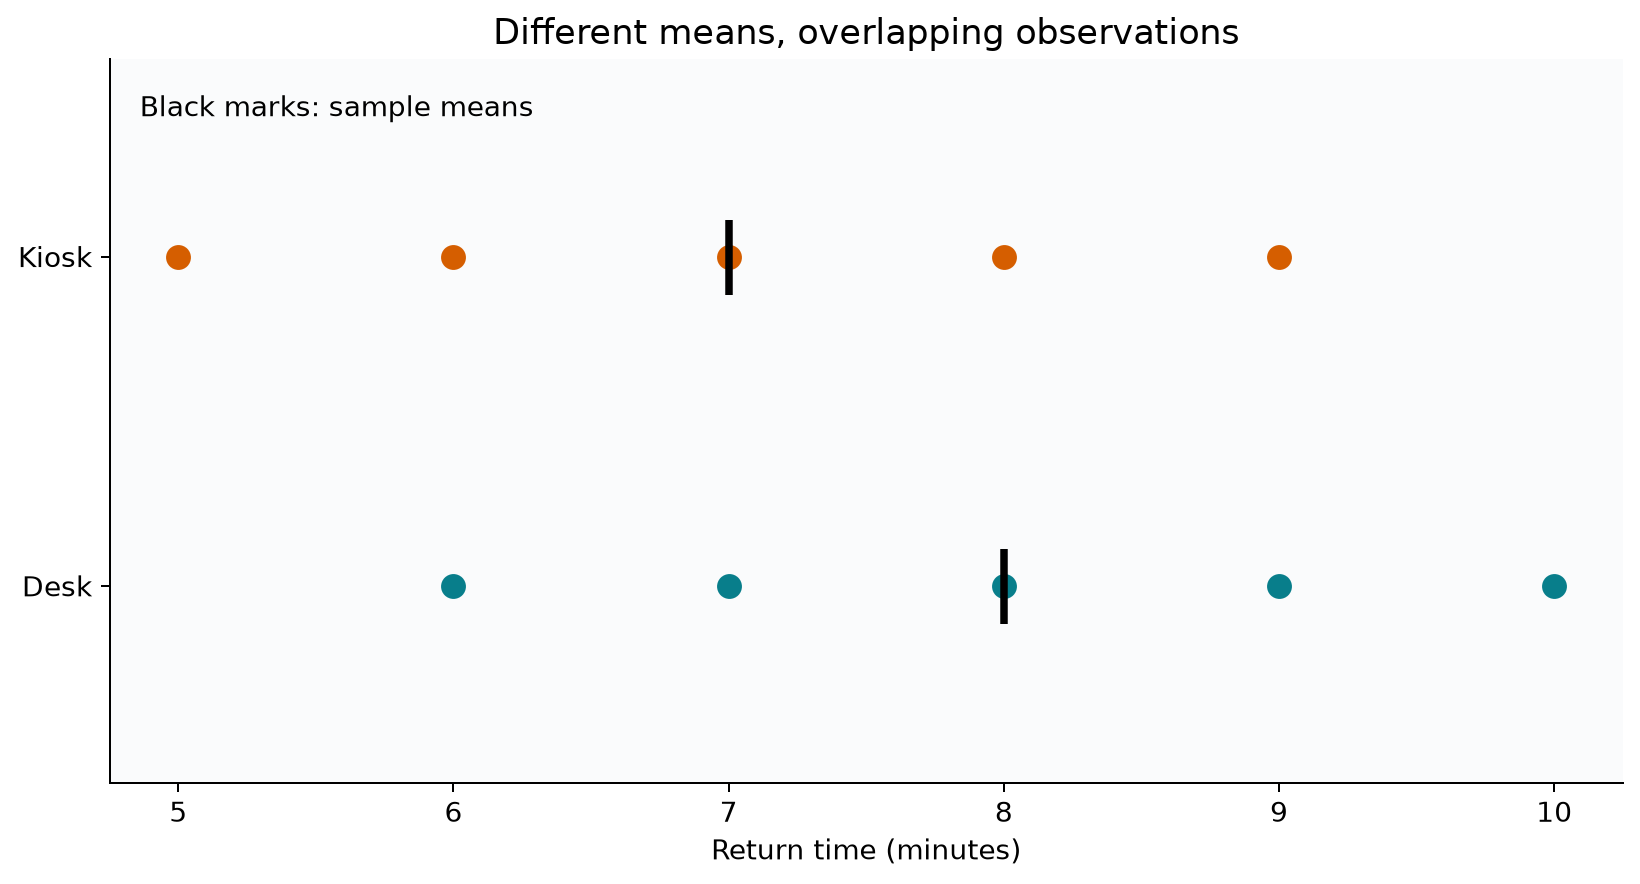 Different means, overlapping observations
Black marks: sample means
Kiosk
Desk
5 6 7 8 9 10
Return time (minutes)